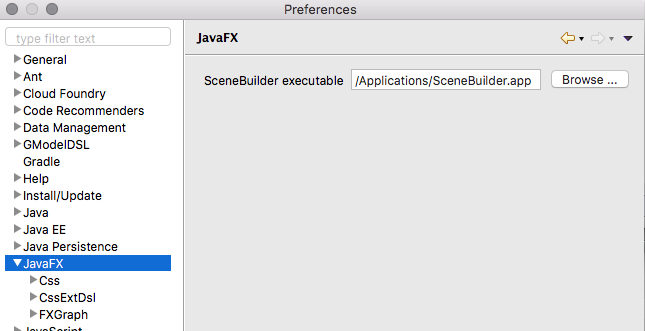 Preferences
type filter text
General
Ant
Cloud Foundry
Code Recommenders
Data Management
GModelDSL
Gradle
Help
Install/Update
Java
Java EE
Java Persistence
JavaFX
Css
CssExtDsl
FXGraph
JavaScript
JavaFX
SceneBuilder executable /Applications/SceneBuilder.app Browse ...